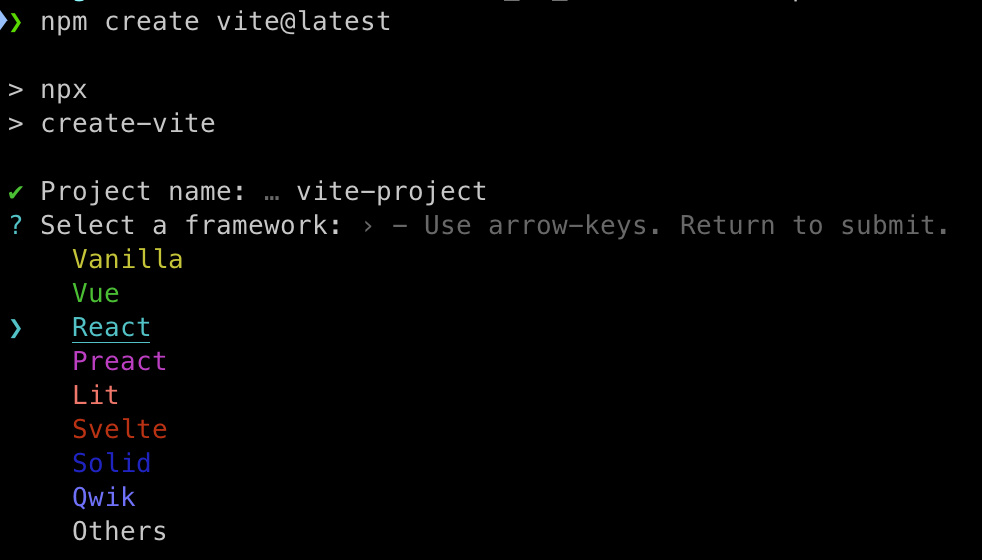 ❯ npm create vite@latest
> npx
> create-vite
✔ Project name: … vite-project
? Select a framework: › - Use arrow-keys. Return to submit.
Vanilla
Vue
❯ React
Preact
Lit
Svelte
Solid
Qwik
Others